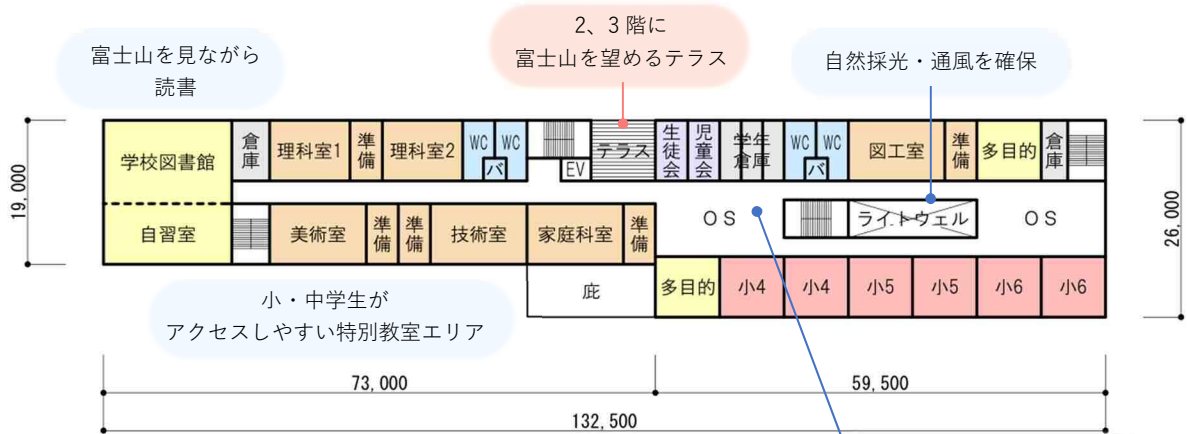 富士山を見ながら
読書
2、3階に
富士山を望めるテラス
自然採光・通風を確保
学校図書館
倉庫
理科室1
準備
理科室2
WC
WC
バ
EV
テラス
生徒会
児童会
学年倉庫
WC
WC
バ
図工室
準備
多目的
倉庫
19,000
26,000
自習室
美術室
準備
準備
技術室
家庭科室
準備
OS
ライトウェル
OS
庇
多目的
小4
小4
小5
小5
小6
小6
小・中学生が
アクセスしやすい特別教室エリア
73,000
59,500
132,500